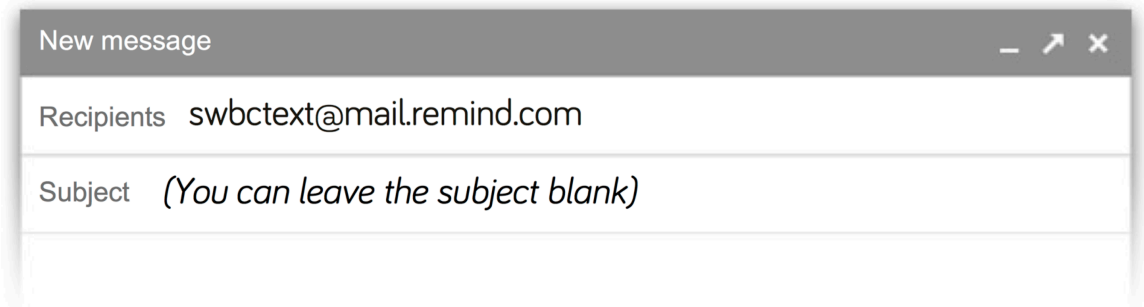 New message
Recipients swbctext@mail.remind.com
Subject (You can leave the subject blank)